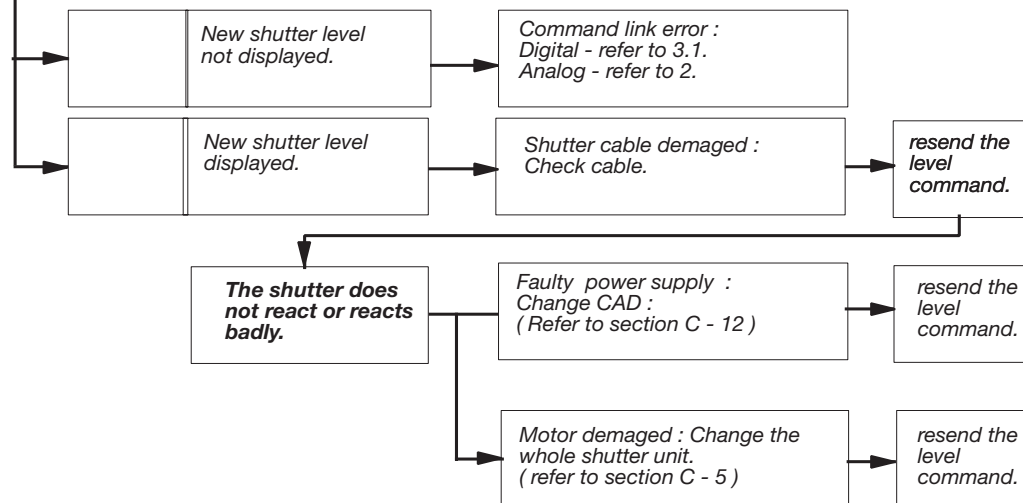 New shutter level
not displayed.
Command link error :
Digital - refer to 3.1.
Analog - refer to 2.
New shutter level
displayed.
Shutter cable demaged :
Check cable.
resend the
level
command.
The shutter does
not react or reacts
badly.
Faulty power supply :
Change CAD :
( Refer to section C - 12 )
resend the
level
command.
Motor demaged : Change the
whole shutter unit.
( refer to section C - 5 )
resend the
level
command.